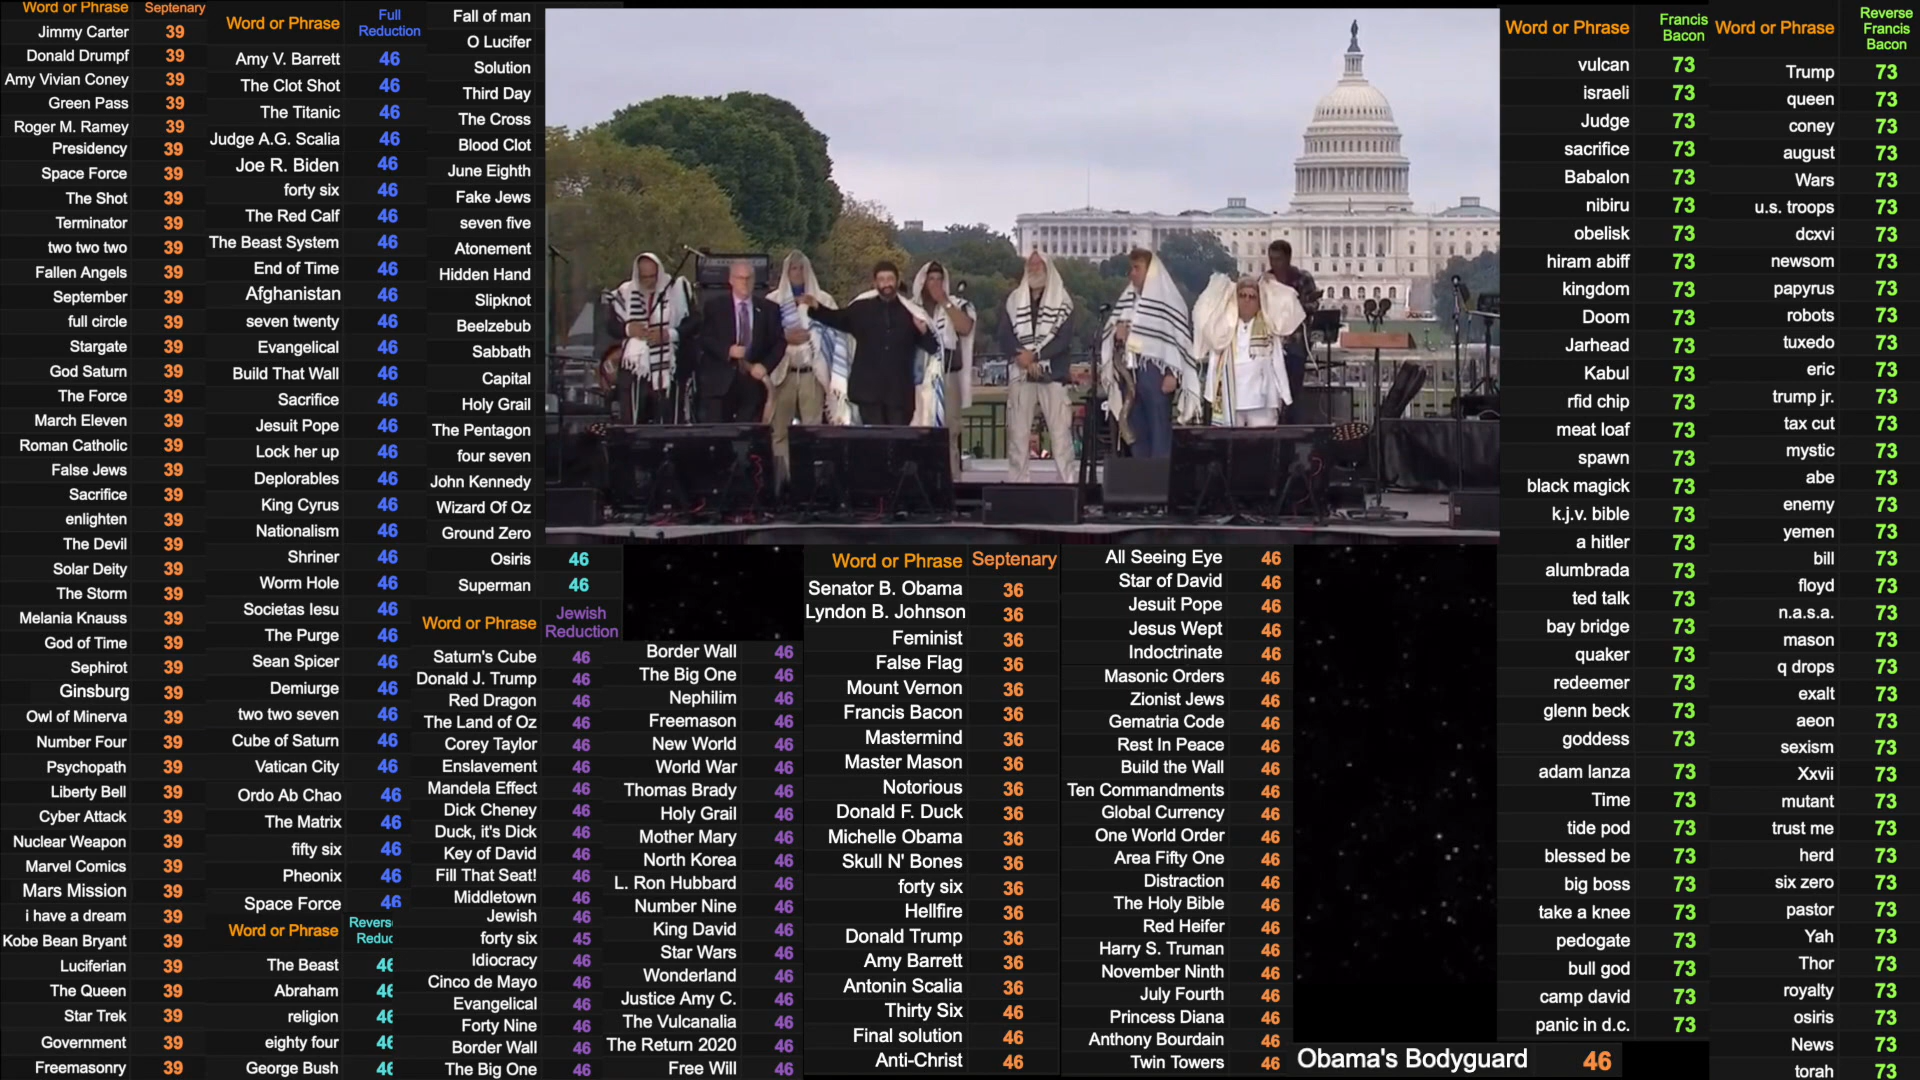 Word or Phrase Septenary
Jimmy Carter 39
Donald Drumpf 39
Amy Vivian Coney 39
Green Pass 39
Roger M. Ramey 39
Presidency 39
Space Force 39
The Shot 39
Terminator 39
two two two 39
Fallen Angels 39
September 39
full circle 39
Stargate 39
God Saturn 39
The Force 39
March Eleven 39
Roman Catholic 39
False Jews 39
Sacrifice 39
enlighten 39
The Devil 39
Solar Deity 39
The Storm 39
Melania Knauss 39
God of Time 39
Sephirot 39
Ginsburg 39
Owl of Minerva 39
Number Four 39
Psychopath 39
Liberty Bell 39
Cyber Attack 39
Nuclear Weapon 39
Marvel Comics 39
Mars Mission 39
i have a dream 39
Kobe Bean Bryant 39
Luciferian 39
The Queen 39
Star Trek 39
Government 39
Freemasonry 39
Word or Phrase Full Reduction
Amy V. Barrett 46
The Clot Shot 46
The Titanic 46
Judge A.G. Scalia 46
Joe R. Biden 46
forty six 46
The Red Calf 46
The Beast System 46
End of Time 46
Afghanistan 46
seven twenty 46
Evangelical 46
Build That Wall 46
Sacrifice 46
Jesuit Pope 46
Lock her up 46
Deplorables 46
King Cyrus 46
Nationalism 46
Shriner 46
Worm Hole 46
Societas Iesu 46
The Purge 46
Sean Spicer 46
Demiurge 46
two two seven 46
Cube of Saturn 46
Vatican City 46
Ordo Ab Chao 46
The Matrix 46
fifty six 46
Pheonix 46
Space Force 46
Word or Phrase Revers Reduc
The Beast 46
Abraham 46
religion 46
eighty four 46
George Bush 46
Fall of man
O Lucifer
Solution
Third Day
The Cross
Blood Clot
June Eighth
Fake Jews
seven five
Atonement
Hidden Hand
Slipknot
Beelzebub
Sabbath
Capital
Holy Grail
The Pentagon
four seven
John Kennedy
Wizard Of Oz
Ground Zero
Osiris 46
Superman 46
Word or Phrase Jewish Reduction
Saturn's Cube 46
Donald J. Trump 46
Red Dragon 46
The Land of Oz 46
Corey Taylor 46
Enslavement 46
Mandela Effect 46
Dick Cheney 46
Duck, it's Dick 46
Key of David 46
Fill That Seat! 46
Middletown 46
Jewish 46
forty six 45
Idiocracy 46
Cinco de Mayo 46
Evangelical 46
Forty Nine 46
Border Wall 46
The Big One 46
Border Wall 46
The Big One 46
Nephilim 46
Freemason 46
New World 46
World War 46
Thomas Brady 46
Holy Grail 46
Mother Mary 46
North Korea 46
L. Ron Hubbard 46
Number Nine 46
King David 46
Star Wars 46
Wonderland 46
Justice Amy C. 46
The Vulcanalia 46
The Return 2020 46
Free Will 46
Word or Phrase Septenary
Senator B. Obama 36
Lyndon B. Johnson 36
Feminist 36
False Flag 36
Mount Vernon 36
Francis Bacon 36
Mastermind 36
Master Mason 36
Notorious 36
Donald F. Duck 36
Michelle Obama 36
Skull N' Bones 36
forty six 36
Hellfire 36
Donald Trump 36
Amy Barrett 36
Antonin Scalia 36
Thirty Six 46
Final solution 46
Anti-Christ 46
All Seeing Eye 46
Star of David 46
Jesuit Pope 46
Jesus Wept 46
Indoctrinate 46
Masonic Orders 46
Zionist Jews 46
Gematria Code 46
Rest In Peace 46
Build the Wall 46
Ten Commandments 46
Global Currency 46
One World Order 46
Area Fifty One 46
Distraction 46
The Holy Bible 46
Red Heifer 46
Harry S. Truman 46
November Ninth 46
July Fourth 46
Princess Diana 46
Anthony Bourdain 46
Twin Towers 46
Obama's Bodyguard 46
Word or Phrase Francis Bacon
vulcan 73
israeli 73
Judge 73
sacrifice 73
Babalon 73
nibiru 73
obelisk 73
hiram abiff 73
kingdom 73
Doom 73
Jarhead 73
Kabul 73
rfid chip 73
meat loaf 73
spawn 73
black magick 73
k.j.v. bible 73
a hitler 73
alumbrada 73
ted talk 73
bay bridge 73
quaker 73
redeemer 73
glenn beck 73
goddess 73
adam lanza 73
Time 73
tide pod 73
blessed be 73
big boss 73
take a knee 73
pedogate 73
bull god 73
camp david 73
panic in d.c. 73
Word or Phrase Reverse Francis Bacon
Trump 73
queen 73
coney 73
august 73
Wars 73
u.s. troops 73
dcxvi 73
newsom 73
papyrus 73
robots 73
tuxedo 73
eric 73
trump jr. 73
tax cut 73
mystic 73
abe 73
enemy 73
yemen 73
bill 73
floyd 73
n.a.s.a. 73
mason 73
q drops 73
exalt 73
aeon 73
sexism 73
Xxvii 73
mutant 73
trust me 73
herd 73
six zero 73
pastor 73
Yah 73
Thor 73
royalty 73
osiris 73
News 73
torah 73